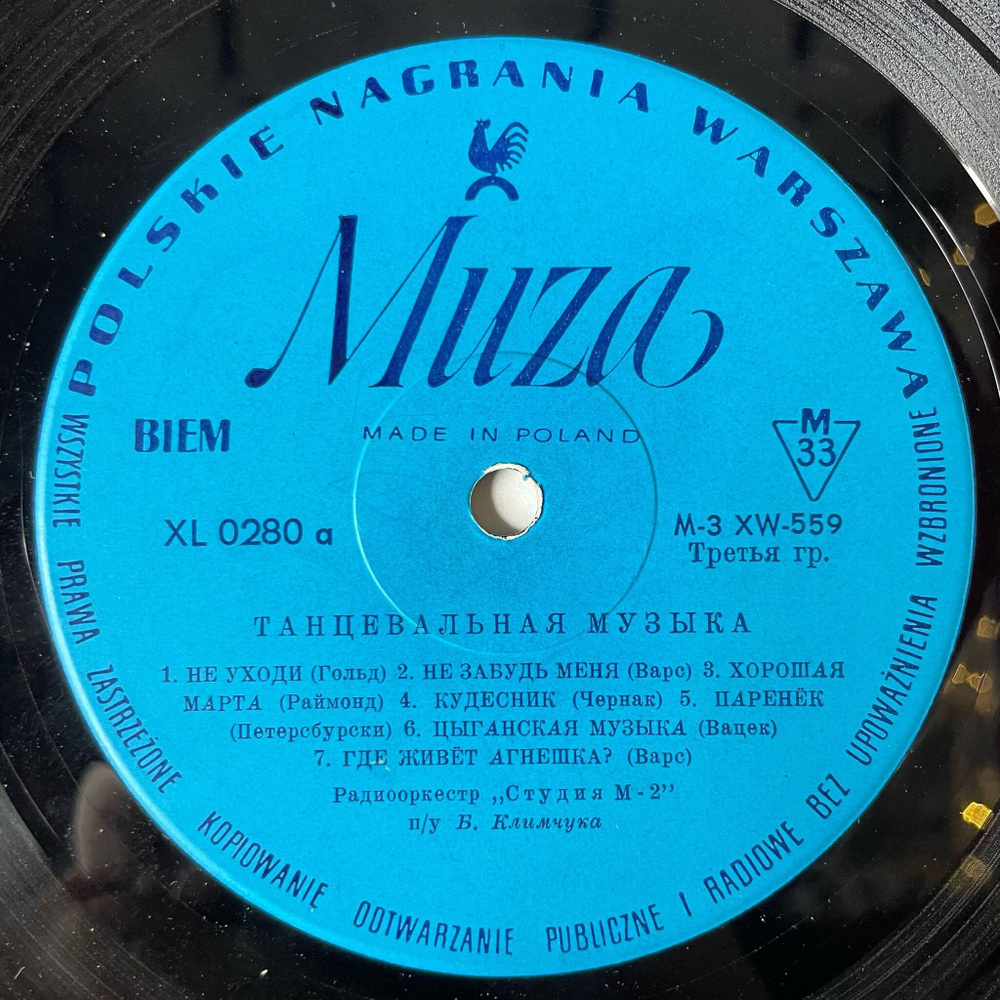 POLSKIE NAGRANIA WARSZAWA
Muza
BIEM
MADE IN POLAND
M
33
XL 0280 a
M-3 XW-559
Третья гр.
ТАНЦЕВАЛЬНАЯ МУЗЫКА
1. НЕ УХОДИ (Гольд) 2. НЕ ЗАБУДЬ МЕНЯ (Варс) 3. ХОРОШАЯ
МАРТА (Раймонд) 4. КУДЕСНИК (Чернак) 5. ПАРЕНЁК
(Петерсбурски) 6. ЦЫГАНСКАЯ МУЗЫКА (Вацек)
7. ГДЕ ЖИВЁТ АГНЕШКА? (Варс)
Радиооркестр „Студия М-2”
п/у Б. Климчука
WSZYSTKIE PRAWA ZASTRZEŻONE KOPIOWANIE ODTWARZANIE PUBLICZNE I RADIOWE BEZ UPOWAŻNIENIA WZBRONIONE